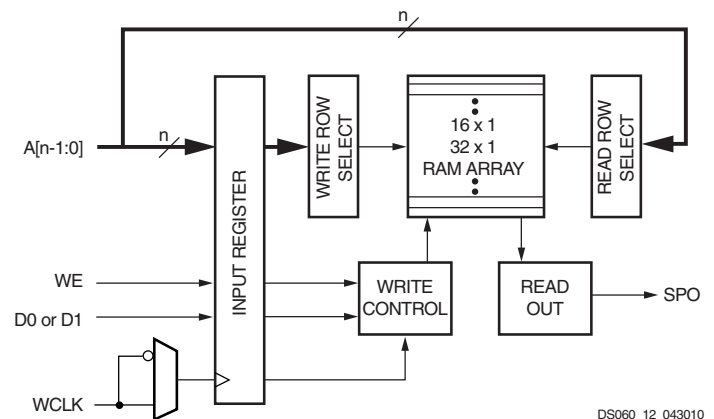 n
A[n-1:0]
n
INPUT REGISTER
WRITE ROW
SELECT
16 x 1
32 x 1
RAM ARRAY
READ ROW
SELECT
WE
D0 or D1
WCLK
WRITE
CONTROL
READ
OUT
SPO
DS060_12_043010